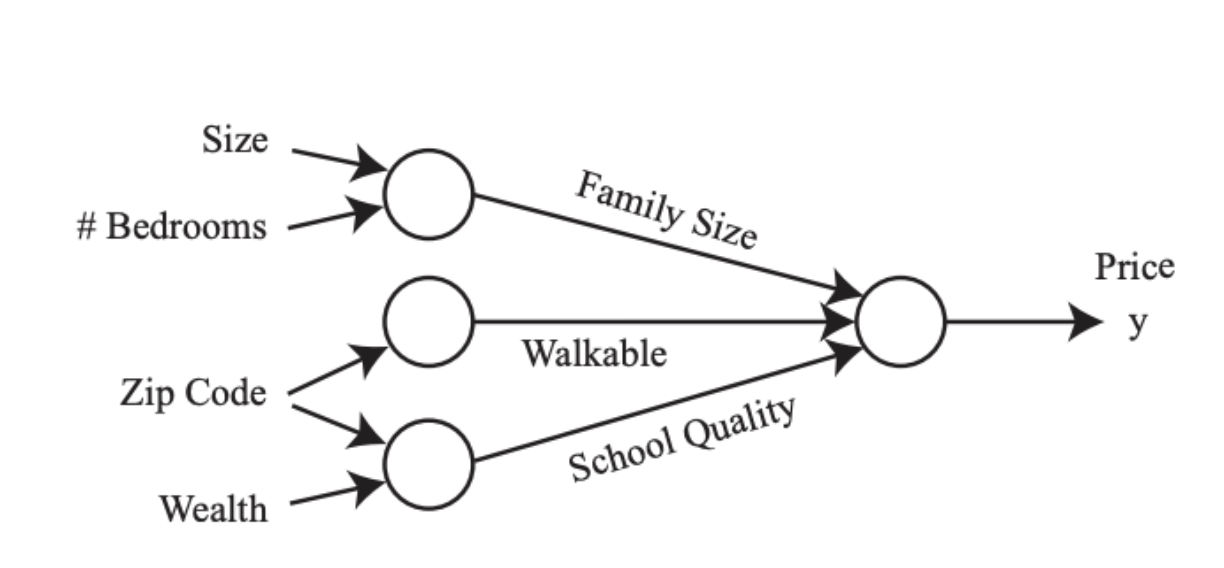 Size
# Bedrooms
Zip Code
Wealth
Family Size
Walkable
School Quality
Price
y